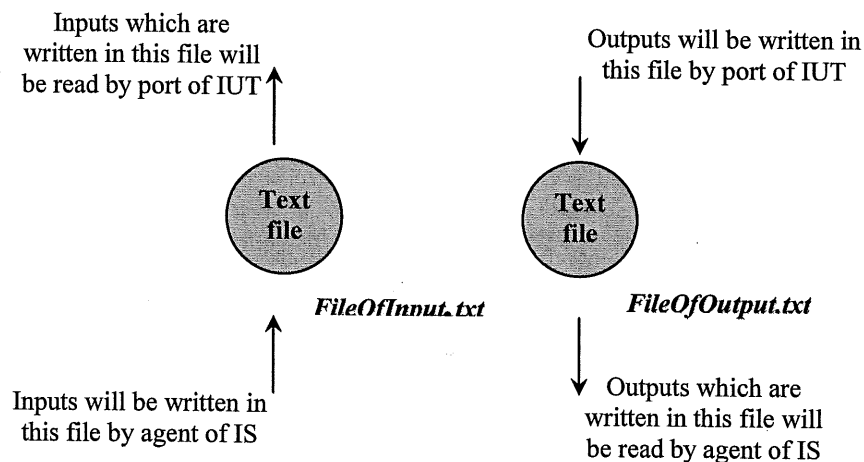 Inputs which are
written in this file will
be read by port of IUT
Outputs will be written in
this file by port of IUT
Text
file
Text
file
FileOfInput.txt
FileOfOutput.txt
Inputs will be written in
this file by agent of IS
Outputs which are
written in this file will
be read by agent of IS